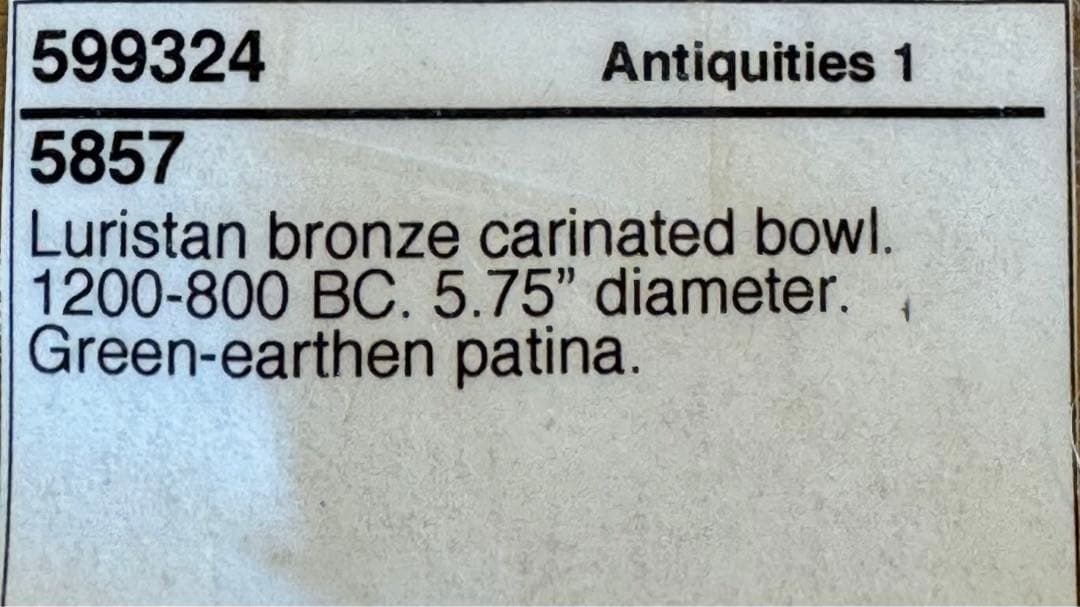 599324 Antiquities 1
5857
Luristan bronze carinated bowl.
1200-800 BC. 5.75” diameter.
Green-earthen patina.